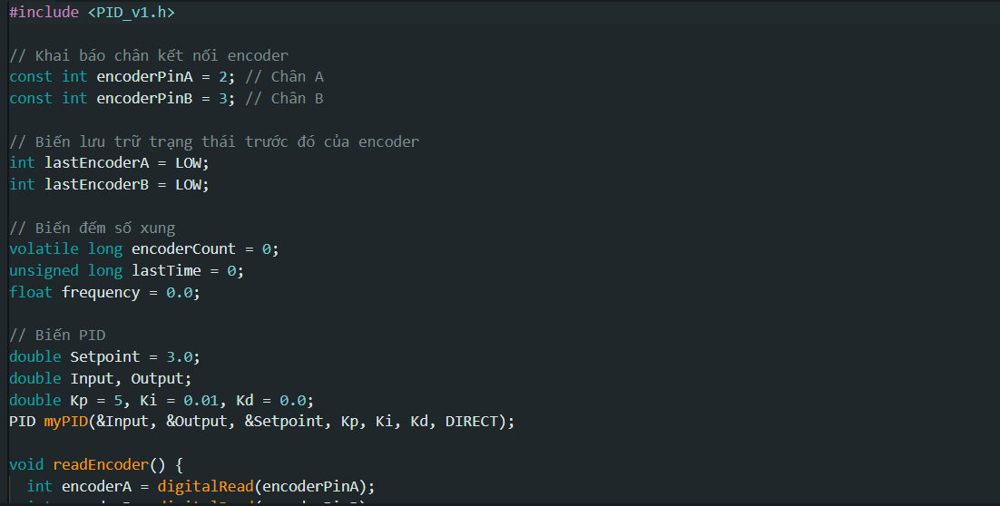 #include <PID_v1.h>
// Khai báo chân kết nối encoder
const int encoderPinA = 2; // Chân A
const int encoderPinB = 3; // Chân B
// Biến lưu trữ trạng thái trước đó của encoder
int lastEncoderA = LOW;
int lastEncoderB = LOW;
// Biến đếm số xung
volatile long encoderCount = 0;
unsigned long lastTime = 0;
float frequency = 0.0;
// Biến PID
double Setpoint = 3.0;
double Input, Output;
double Kp = 5, Ki = 0.01, Kd = 0.0;
PID myPID(&Input, &Output, &Setpoint, Kp, Ki, Kd, DIRECT);
void readEncoder() {
int encoderA = digitalRead(encoderPinA);